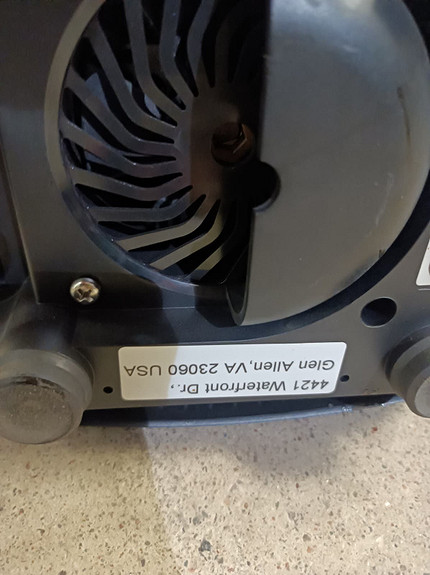 4421 Waterfront Dr.,
Glen Allen,VA 23060 USA